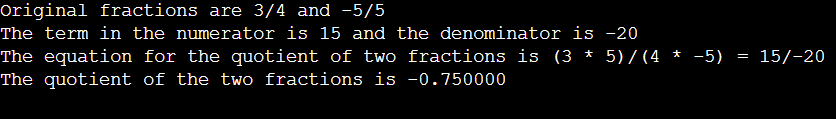 Original fractions are 3/4 and -5/5
The term in the numerator is 15 and the denominator is -20
The equation for the quotient of two fractions is (3 * 5)/(4 * -5) = 15/-20
The quotient of the two fractions is -0.750000